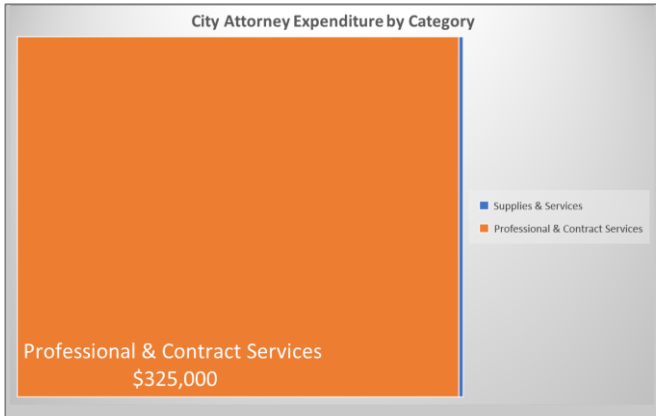 City Attorney Expenditure by Category
Supplies & Services
Professional & Contract Services
Professional & Contract Services
$325,000